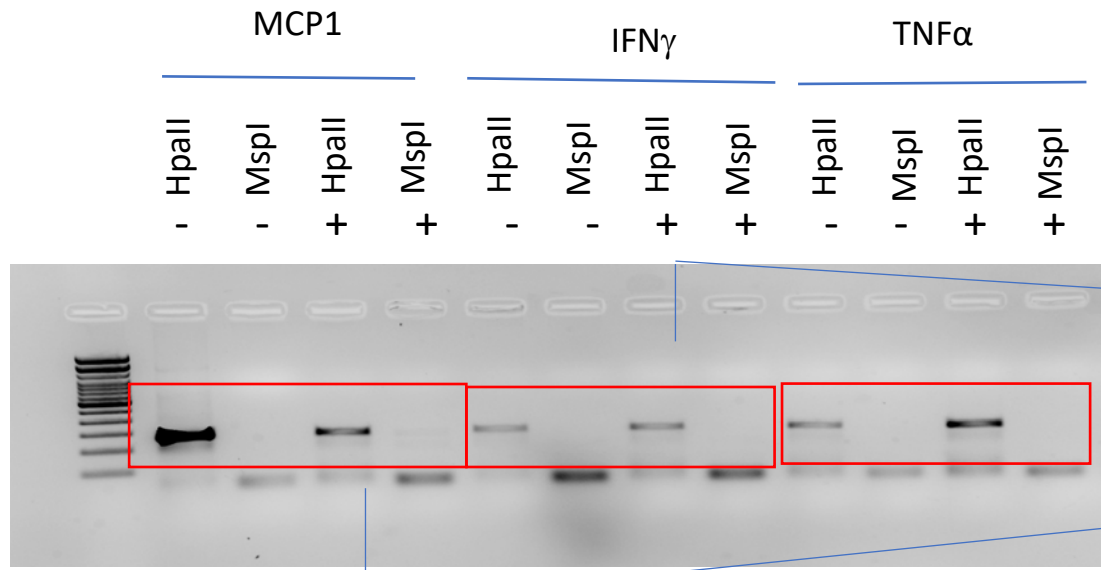 MCP1 IFNγ TNFα
HpaII MspI HpaII MspI HpaII MspI HpaII MspI HpaII MspI HpaII MspI
- - + + - - + + - - + +